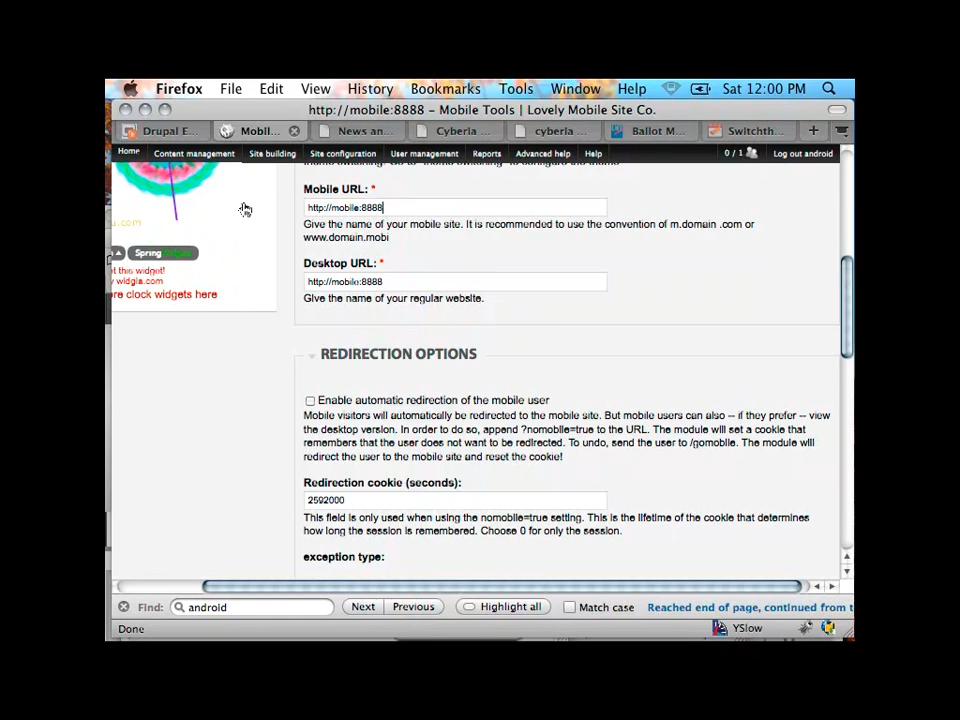 Firefox File Edit View History Bookmarks Tools Window Help Sat 12:00 PM
http://mobile:8888 – Mobile Tools | Lovely Mobile Site Co.
Drupal E... Mobil... News an... Cyberla ... cyberla ... Ballot M... Switchth...
Home Content management Site building Site configuration User management Reports Advanced help Help 0 / 1 Log out android
Mobile URL: *
http://mobile:8888
Give the name of your mobile site. It is recommended to use the convention of m.domain .com or
www.domain.mobi
Desktop URL: *
http://mobile:8888
Give the name of your regular website.
u.com
Spring
t this widget!
widgia.com
ore clock widgets here
REDIRECTION OPTIONS
Enable automatic redirection of the mobile user
Mobile visitors will automatically be redirected to the mobile site. But mobile users can also -- if they prefer -- view
the desktop version. In order to do so, append ?nomobile=true to the URL. The module will set a cookie that
remembers that the user does not want to be redirected. To undo, send the user to /gomobile. The module will
redirect the user to the mobile site and reset the cookie!
Redirection cookie (seconds):
2592000
This field is only used when using the nomobile=true setting. This is the lifetime of the cookie that determines
how long the session is remembered. Choose 0 for only the session.
exception type:
Find: android Next Previous Highlight all Match case Reached end of page, continued from t
Done YSlow